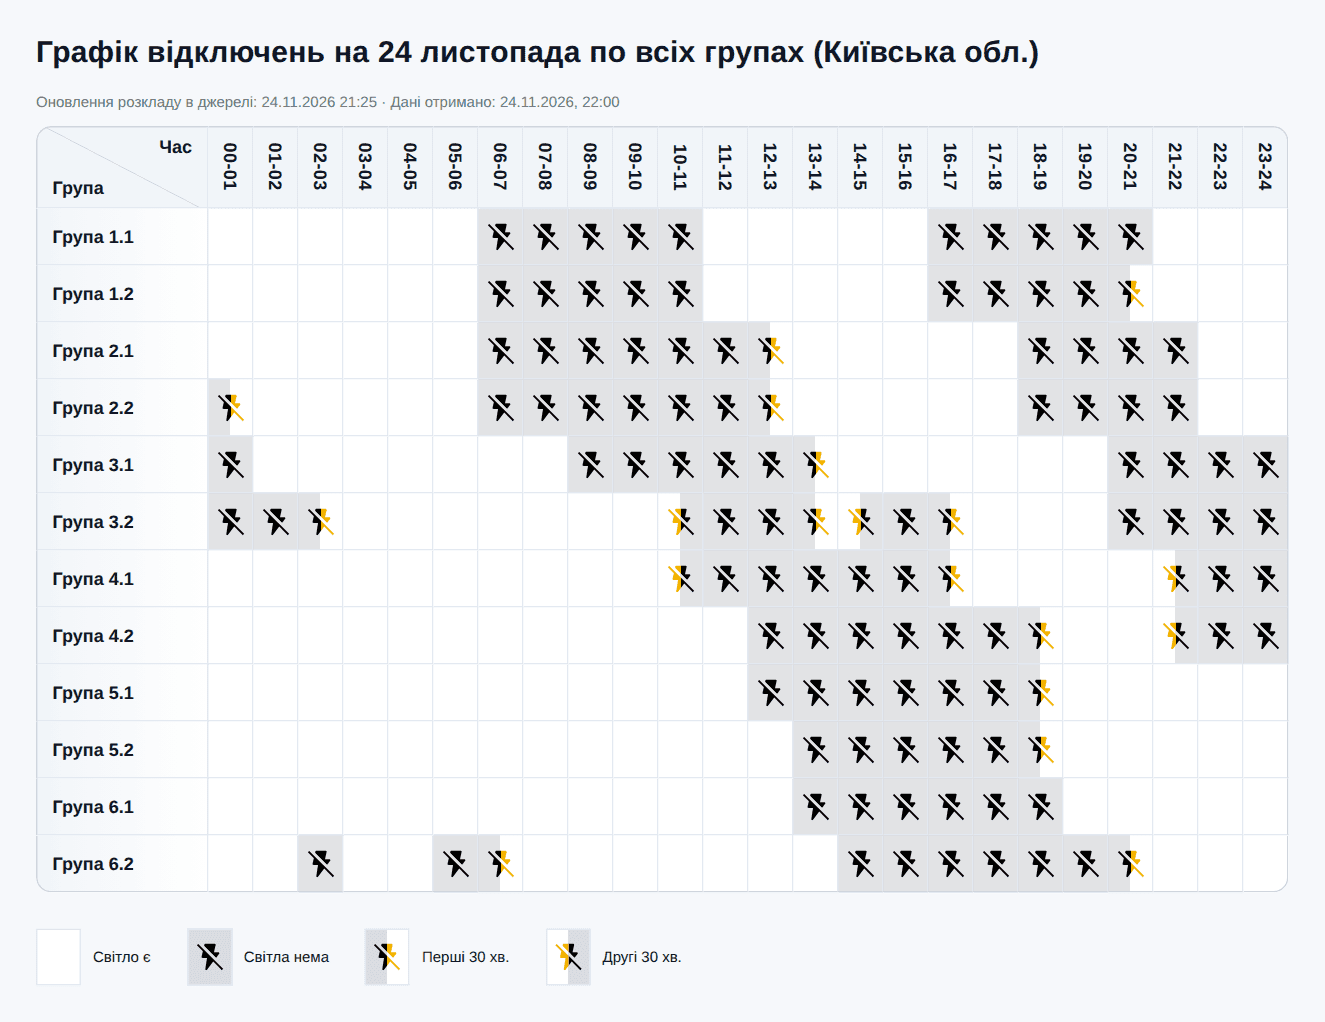 Графік відключень на 24 листопада по всіх групах (Київська обл.)
Оновлення розкладу в джерелі: 24.11.2026 21:25 · Дані отримано: 24.11.2026, 22:00
Час
Група
00-01 01-02 02-03 03-04 04-05 05-06 06-07 07-08 08-09 09-10 10-11 11-12 12-13 13-14 14-15 15-16 16-17 17-18 18-19 19-20 20-21 21-22 22-23 23-24
Група 1.1
Група 1.2
Група 2.1
Група 2.2
Група 3.1
Група 3.2
Група 4.1
Група 4.2
Група 5.1
Група 5.2
Група 6.1
Група 6.2
Світло є Світла нема Перші 30 хв. Другі 30 хв.